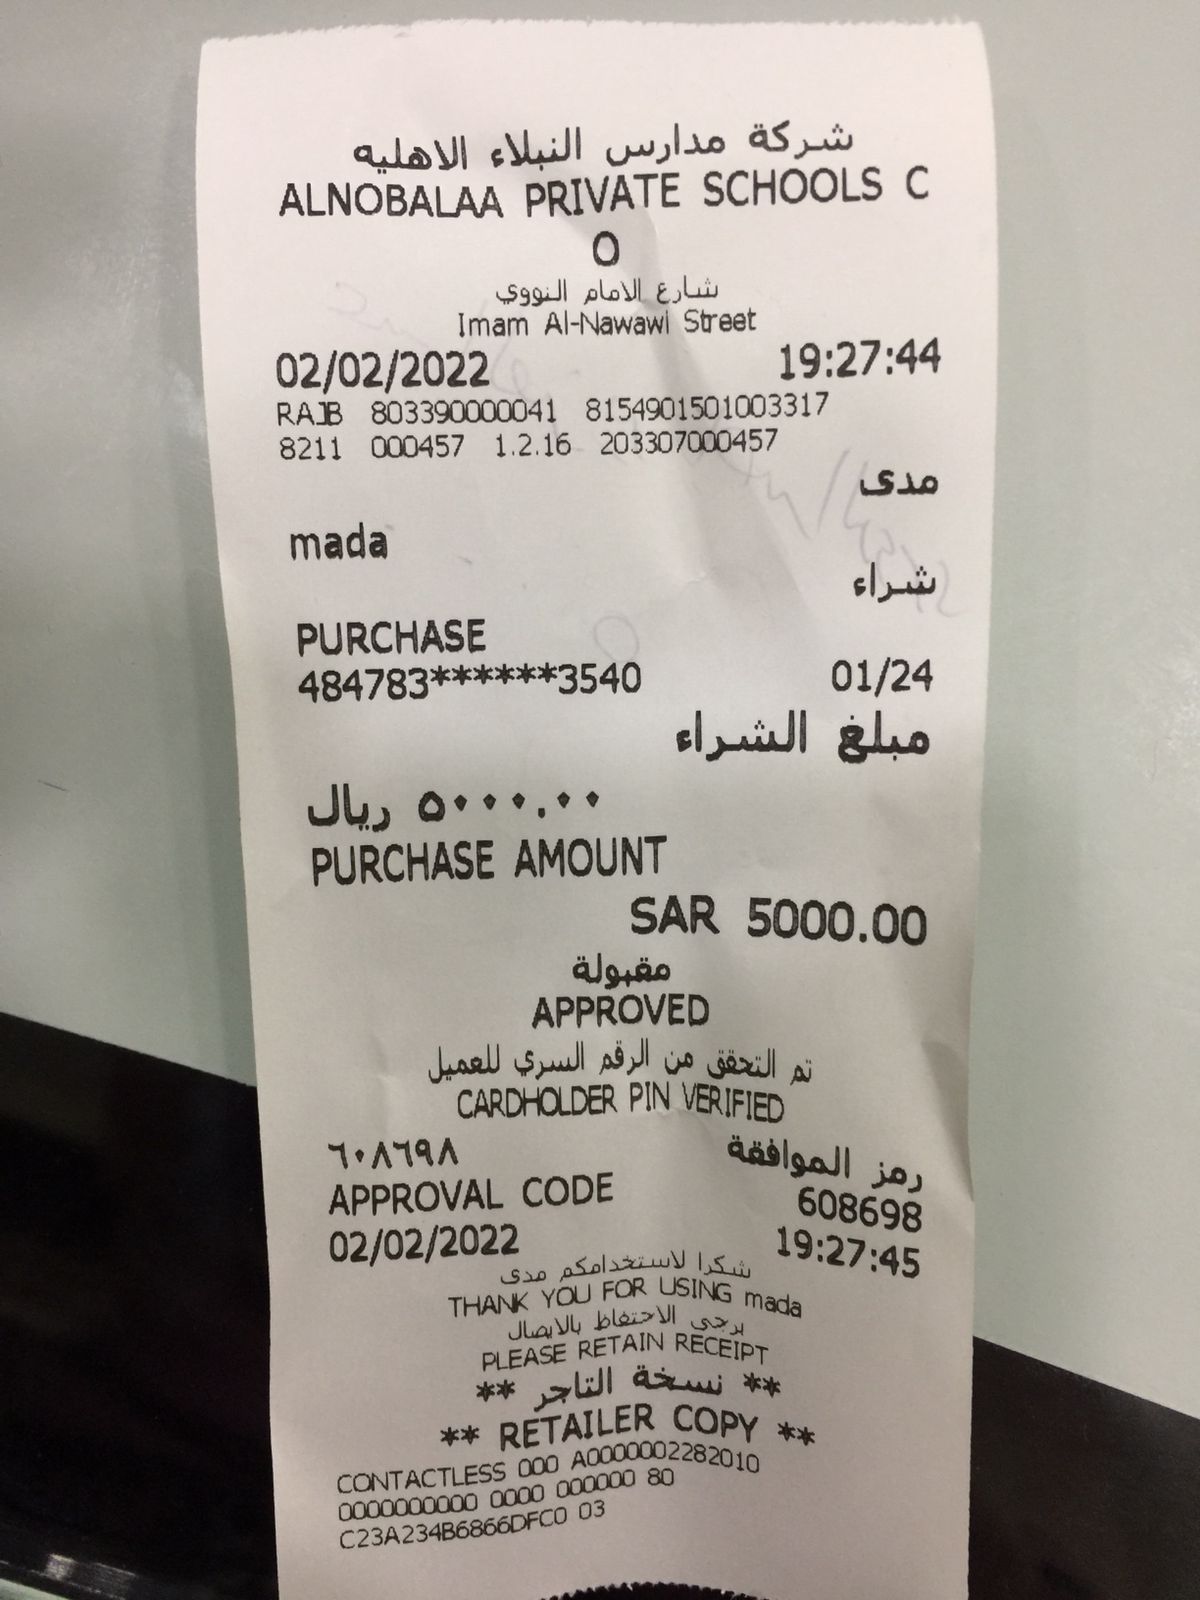 شركة مدارس النبلاء الاهليه
ALNOBALAA PRIVATE SCHOOLS C
O
شارع الامام النووي
Imam Al-Nawawi Street
02/02/2022 19:27:44
RAJB 803390000041 8154901501003317
8211 000457 1.2.16 203307000457
مدى
mada
شراء
PURCHASE
484783******3540 01/24
مبلغ الشراء
٥٠٠٠.٠٠ ريال
PURCHASE AMOUNT
SAR 5000.00
مقبولة
APPROVED
تم التحقق من الرقم السري للعميل
CARDHOLDER PIN VERIFIED
رمز الموافقة ٦٠٨٦٩٨
APPROVAL CODE 608698
02/02/2022 19:27:45
شكرا لاستخدامكم مدى
THANK YOU FOR USING mada
يرجى الاحتفاظ بالايصال
PLEASE RETAIN RECEIPT
** نسخة التاجر **
** RETAILER COPY **
CONTACTLESS 000 A0000002282010
0000000000 0000 000000 80
C23A234B6866DFC0 03